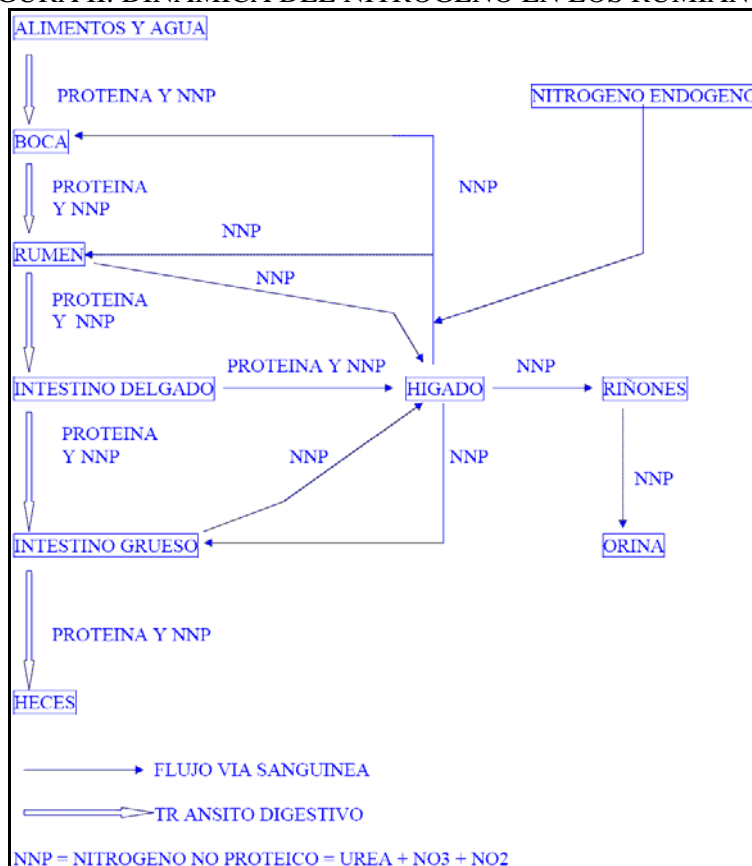 ALIMENTOS Y AGUA
PROTEINA Y NNP
NITROGENO ENDOGENO
BOCA
PROTEINA
Y NNP
NNP
NNP
RUMEN
NNP
PROTEINA
Y NNP
PROTEINA Y NNP
NNP
INTESTINO DELGADO
HIGADO
RIÑONES
PROTEINA
Y NNP
NNP
NNP
NNP
INTESTINO GRUESO
ORINA
PROTEINA Y NNP
HECES
FLUJO VIA SANGUINEA
TR ANSITO DIGESTIVO
NNP = NITROGENO NO PROTEICO = UREA + NO3 + NO2